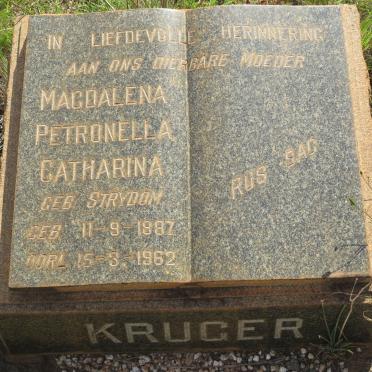 IN LIEFDEVOLLE HERINNERING
AAN ONS DIERBARE MOEDER
MAGDALENA
PETRONELLA
CATHARINA
GEB STRYDOM
GEB 11-9-1887
OORL 15-3-1962
RUS SAG
KRUGER